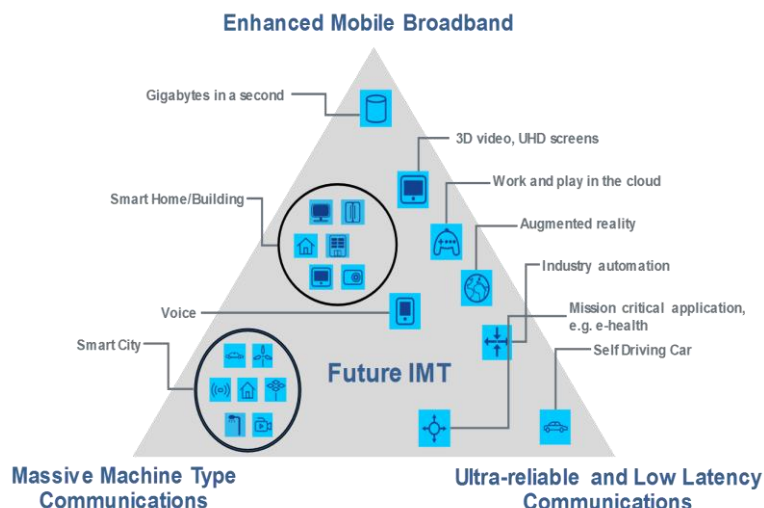 Enhanced Mobile Broadband
Gigabytes in a second
3D video, UHD screens
Smart Home/Building
Work and play in the cloud
Augmented reality
Industry automation
Voice
Mission critical application,
e.g. e-health
Smart City
Self Driving Car
Future IMT
Massive Machine Type
Communications
Ultra-reliable and Low Latency
Communications